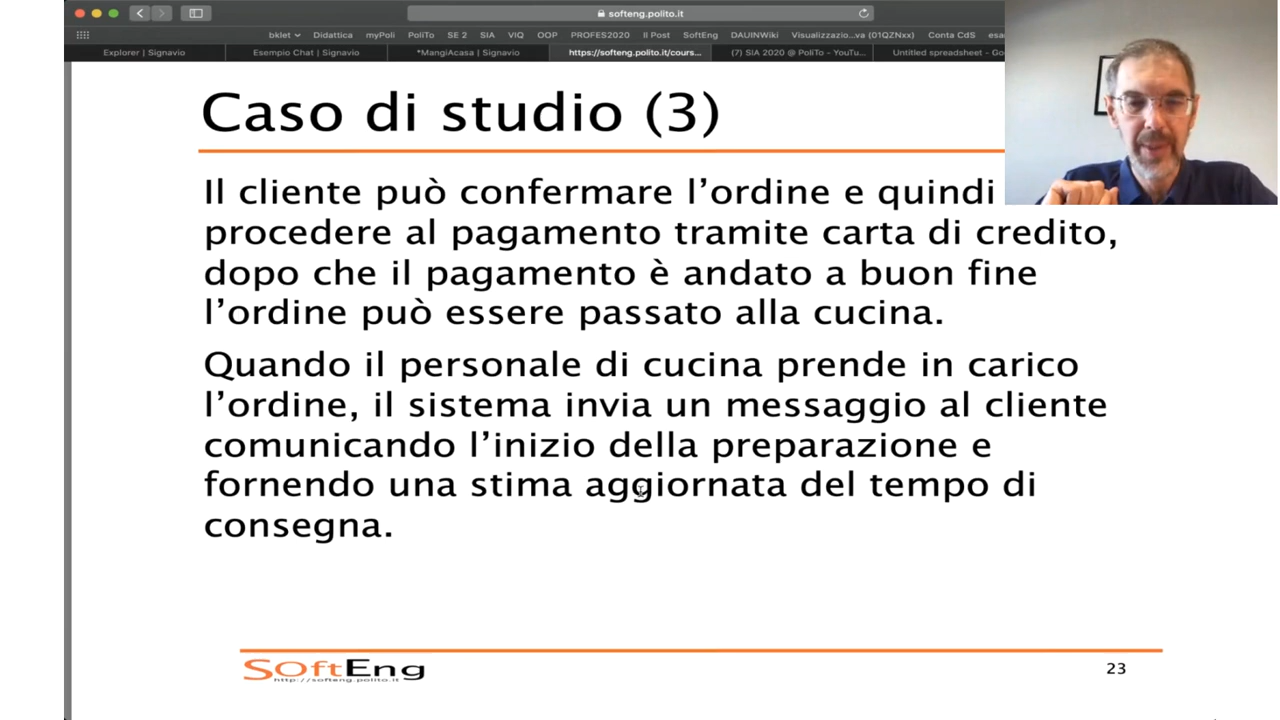 softeng.polito.it
bklet Didattica myPoli PoliTo SE 2 SIA VIQ OOP PROFES2020 Il Post SoftEng DAUINWiki Visualizzazio...va (01QZNxx) Conta CdS esa
Explorer | Signavio Esempio Chat | Signavio *MangiAcasa | Signavio https://softeng.polito.it/cours... (7) SIA 2020 @ PoliTo – YouTu... Untitled spreadsheet - Go
Caso di studio (3)
Il cliente può confermare l’ordine e quindi
procedere al pagamento tramite carta di credito,
dopo che il pagamento è andato a buon fine
l’ordine può essere passato alla cucina.
Quando il personale di cucina prende in carico
l’ordine, il sistema invia un messaggio al cliente
comunicando l’inizio della preparazione e
fornendo una stima aggiornata del tempo di
consegna.
SOftEng
http://softeng.polito.it
23